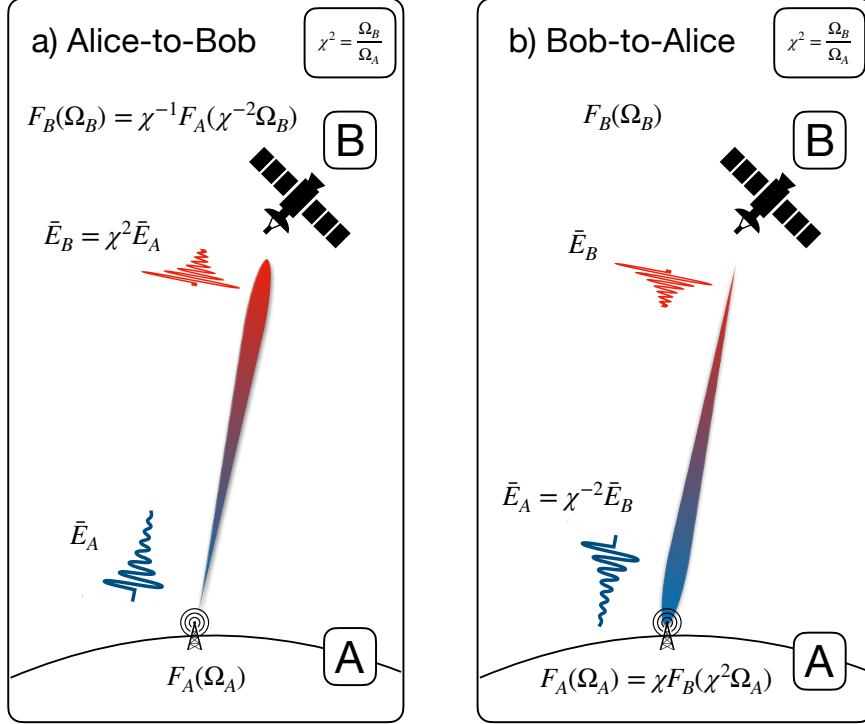 a) Alice-to-Bob
χ² = Ω_B/Ω_A
F_B(Ω_B) = χ⁻¹F_A(χ⁻²Ω_B)
B
Ē_B = χ²Ē_A
Ē_A
A
F_A(Ω_A)
b) Bob-to-Alice
χ² = Ω_B/Ω_A
F_B(Ω_B)
B
Ē_B
Ē_A = χ⁻²Ē_B
A
F_A(Ω_A) = χF_B(χ²Ω_A)